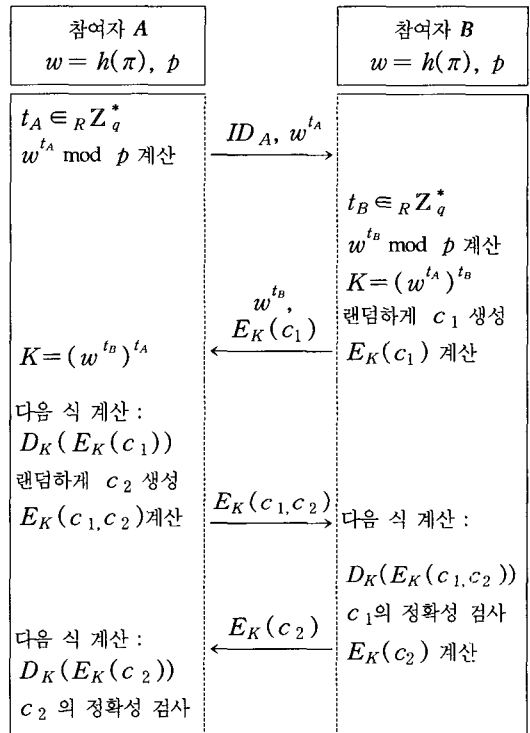 참여자 A
w = h(π), p
참여자 B
w = h(π), p
t_A ∈_R Z_q^*
w^{t_A} mod p 계산
ID_A, w^{t_A}
t_B ∈_R Z_q^*
w^{t_B} mod p 계산
K = (w^{t_A})^{t_B}
랜덤하게 c_1 생성
E_K(c_1) 계산
w^{t_B},
E_K(c_1)
K = (w^{t_B})^{t_A}
다음 식 계산 :
D_K(E_K(c_1))
랜덤하게 c_2 생성
E_K(c_1,c_2)계산
E_K(c_1,c_2)
다음 식 계산 :
D_K(E_K(c_1,c_2))
c_1의 정확성 검사
E_K(c_2) 계산
E_K(c_2)
다음 식 계산 :
D_K(E_K(c_2))
c_2 의 정확성 검사